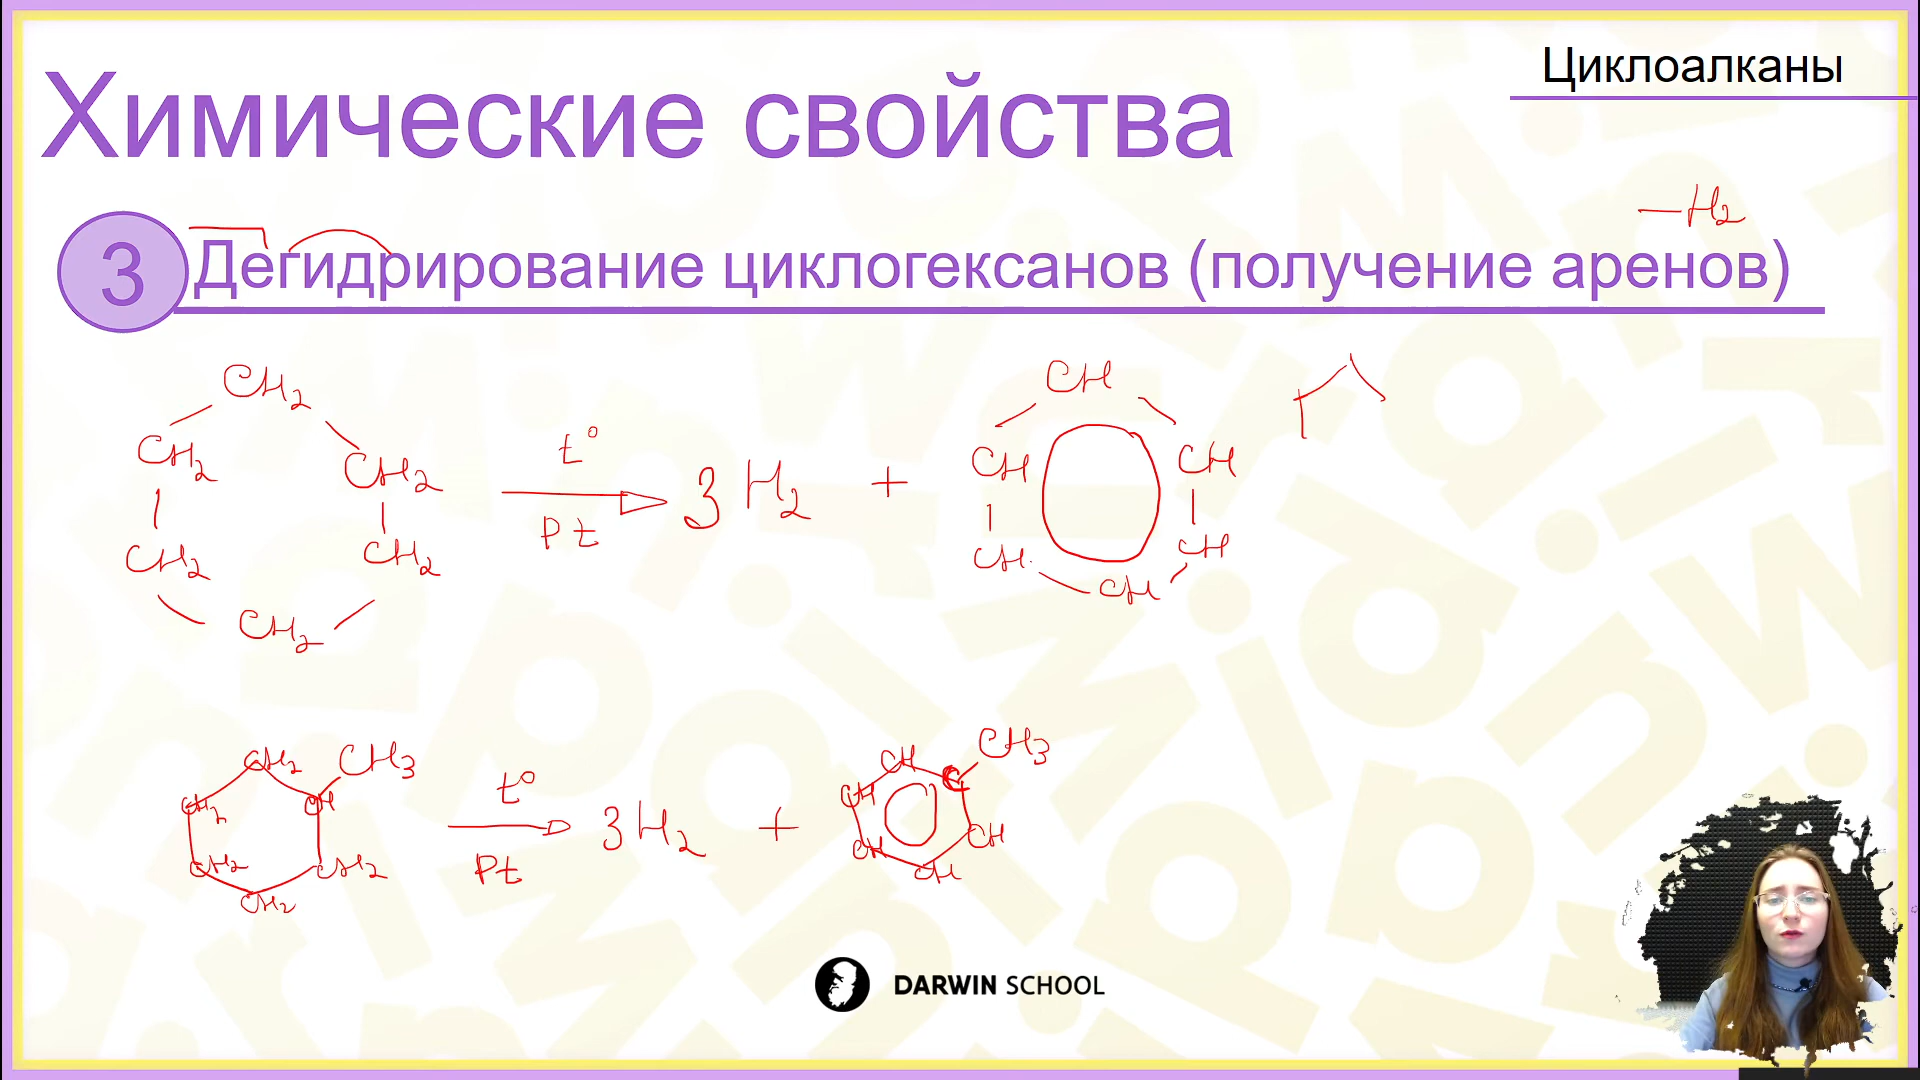 Циклоалканы
Химические свойства
—H2
3 Дегидрирование циклогексанов (получение аренов)
CH2
CH2
CH2
CH2
CH2
CH2
t°
Pt
3 H2 +
CH
CH
CH
CH
CH
CH
CH2
CH3
CH2
CH
CH2
CH2
CH2
t°
Pt
3H2 +
CH
CH3
CH
C
CH
CH
CH
DARWIN SCHOOL